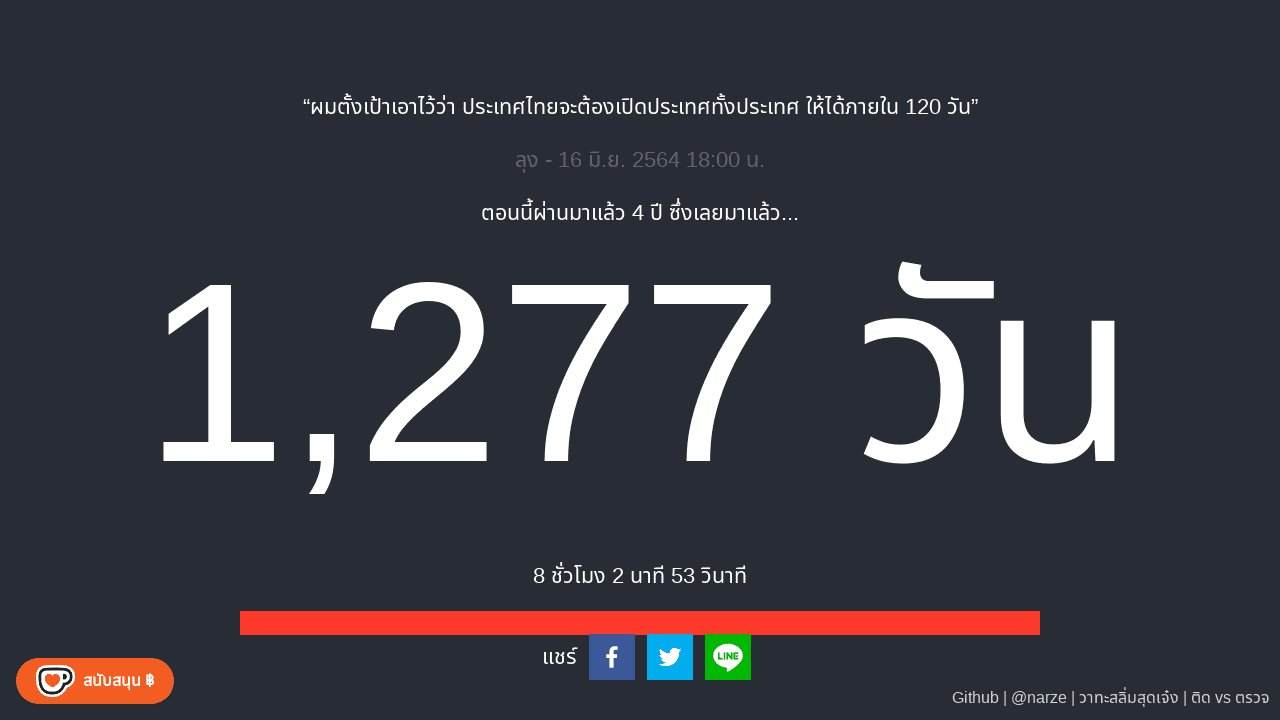 “ผมตั้งเป้าเอาไว้ว่า ประเทศไทยจะต้องเปิดประเทศทั้งประเทศ ให้ได้ภายใน 120 วัน”
ลุง - 16 มิ.ย. 2564 18:00 น.
ตอนนี้ผ่านมาแล้ว 4 ปี ซึ่งเลยมาแล้ว...
1,277 วัน
8 ชั่วโมง 2 นาที 53 วินาที
แชร์
LINE
สนับสนุน ฿
Github | @narze | วาทะสลิ่มสุดเจ๋ง | ติด vs ตรวจ